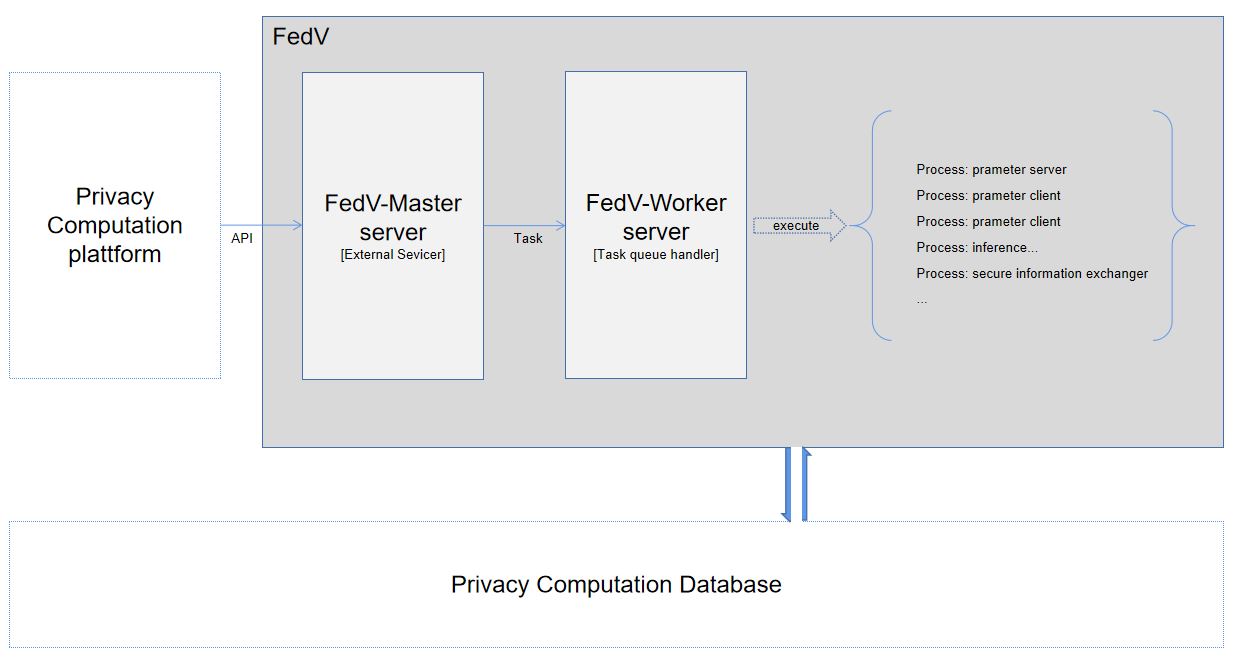 FedV
Privacy
Computation
plattform
API
FedV-Master
server
[External Sevicer]
Task
FedV-Worker
server
[Task queue handler]
execute
Process: prameter server
Process: prameter client
Process: prameter client
Process: inference...
Process: secure information exchanger
...
Privacy Computation Database